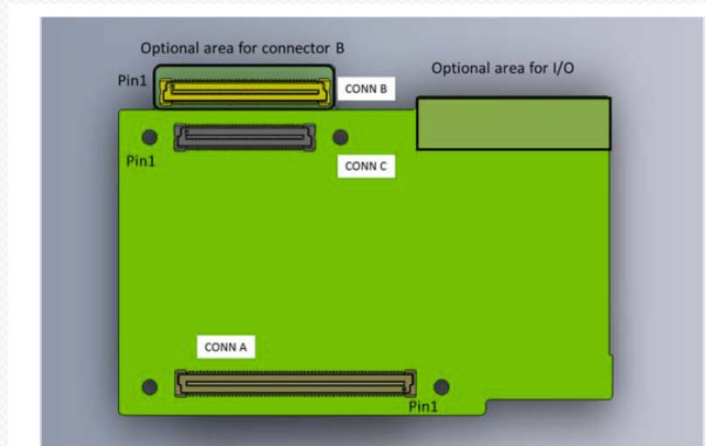 Optional area for connector B
Pin1
CONN B
Optional area for I/O
Pin1
CONN C
CONN A
Pin1